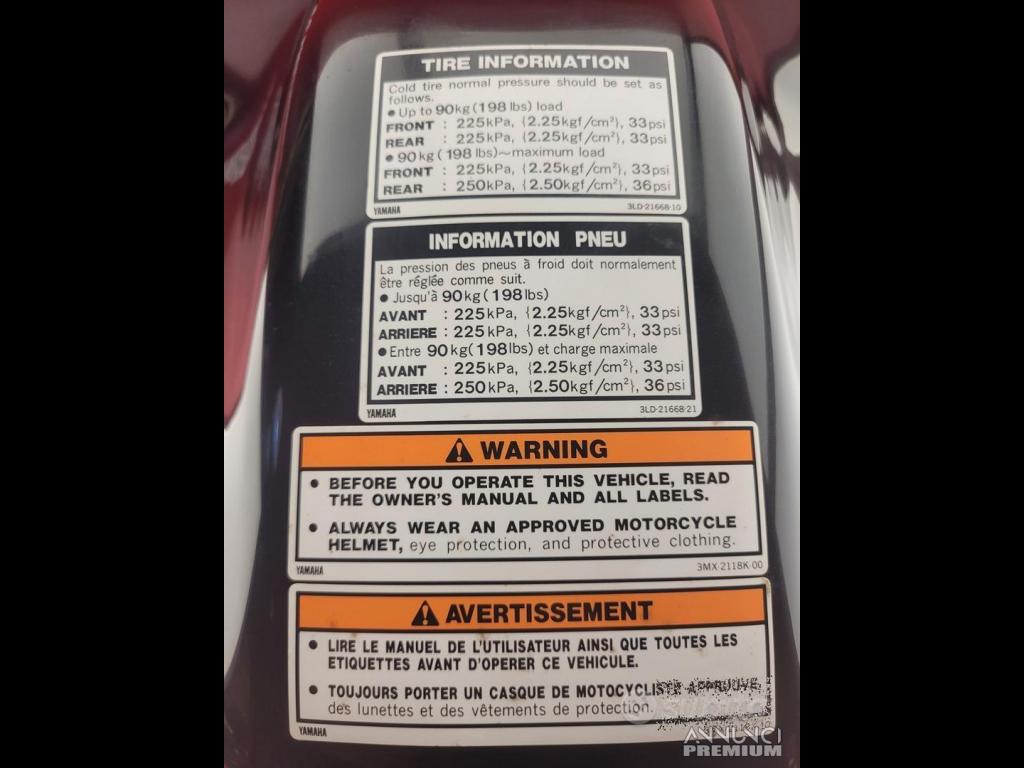 TIRE INFORMATION
Cold tire normal pressure should be set as
follows.
● Up to 90kg(198 lbs) load
FRONT : 225kPa, {2.25kgf/cm²}, 33psi
REAR : 225kPa, {2.25kgf/cm²}, 33psi
● 90kg(198 lbs)~maximum load
FRONT : 225kPa, {2.25kgf/cm²}, 33psi
REAR : 250kPa, {2.50kgf/cm²}, 36psi
YAMAHA 3LD-21668-10
INFORMATION PNEU
La pression des pneus à froid doit normalement
être réglée comme suit.
● Jusqu'à 90kg(198lbs)
AVANT : 225kPa, {2.25kgf/cm²}, 33psi
ARRIERE : 225kPa, {2.25kgf/cm²}, 33psi
● Entre 90kg(198lbs) et charge maximale
AVANT : 225kPa, {2.25kgf/cm²}, 33psi
ARRIERE : 250kPa, {2.50kgf/cm²}, 36psi
YAMAHA 3LD-21668-21
WARNING
● BEFORE YOU OPERATE THIS VEHICLE, READ
THE OWNER'S MANUAL AND ALL LABELS.
● ALWAYS WEAR AN APPROVED MOTORCYCLE
HELMET, eye protection, and protective clothing.
YAMAHA 3MX-2118K-00
AVERTISSEMENT
● LIRE LE MANUEL DE L'UTILISATEUR AINSI QUE TOUTES LES
ETIQUETTES AVANT D'OPERER CE VEHICULE.
● TOUJOURS PORTER UN CASQUE DE MOTOCYCLISTE APPROUVE,
des lunettes et des vêtements de protection.
YAMAHA
ANNUNCI
PREMIUM